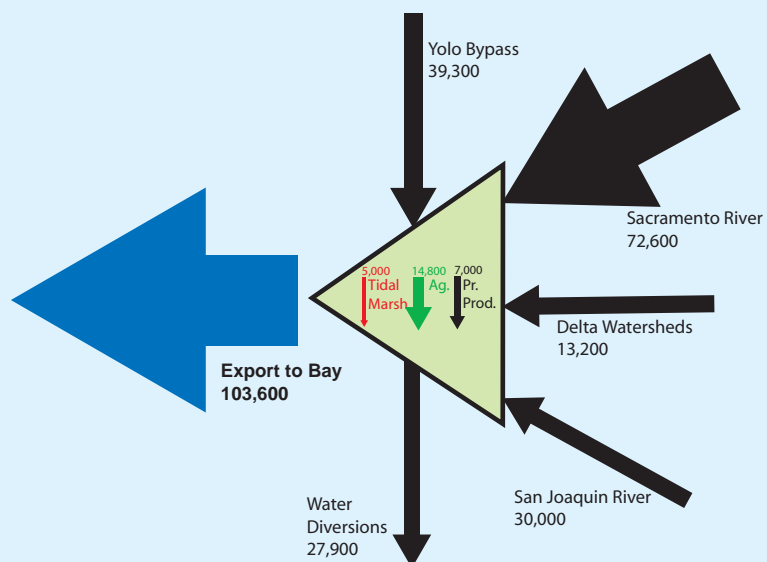 Yolo Bypass
39,300
Sacramento River
72,600
5,000
Tidal
Marsh
14,800
Ag.
7,000
Pr.
Prod.
Delta Watersheds
13,200
Export to Bay
103,600
San Joaquin River
30,000
Water
Diversions
27,900